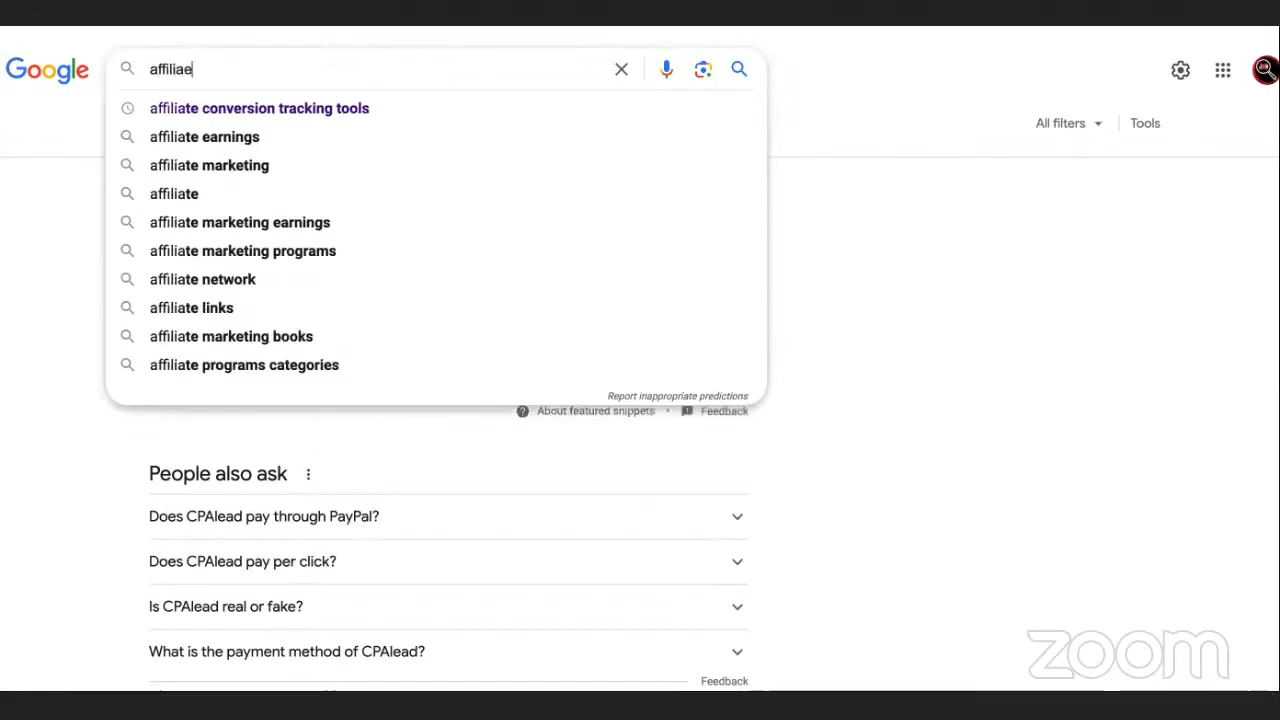 Google
affiliae
affiliate conversion tracking tools
affiliate earnings
affiliate marketing
affiliate
affiliate marketing earnings
affiliate marketing programs
affiliate network
affiliate links
affiliate marketing books
affiliate programs categories
Report inappropriate predictions
All filters
Tools
About featured snippets
Feedback
People also ask
Does CPAlead pay through PayPal?
Does CPAlead pay per click?
Is CPAlead real or fake?
What is the payment method of CPAlead?
Feedback
zoom